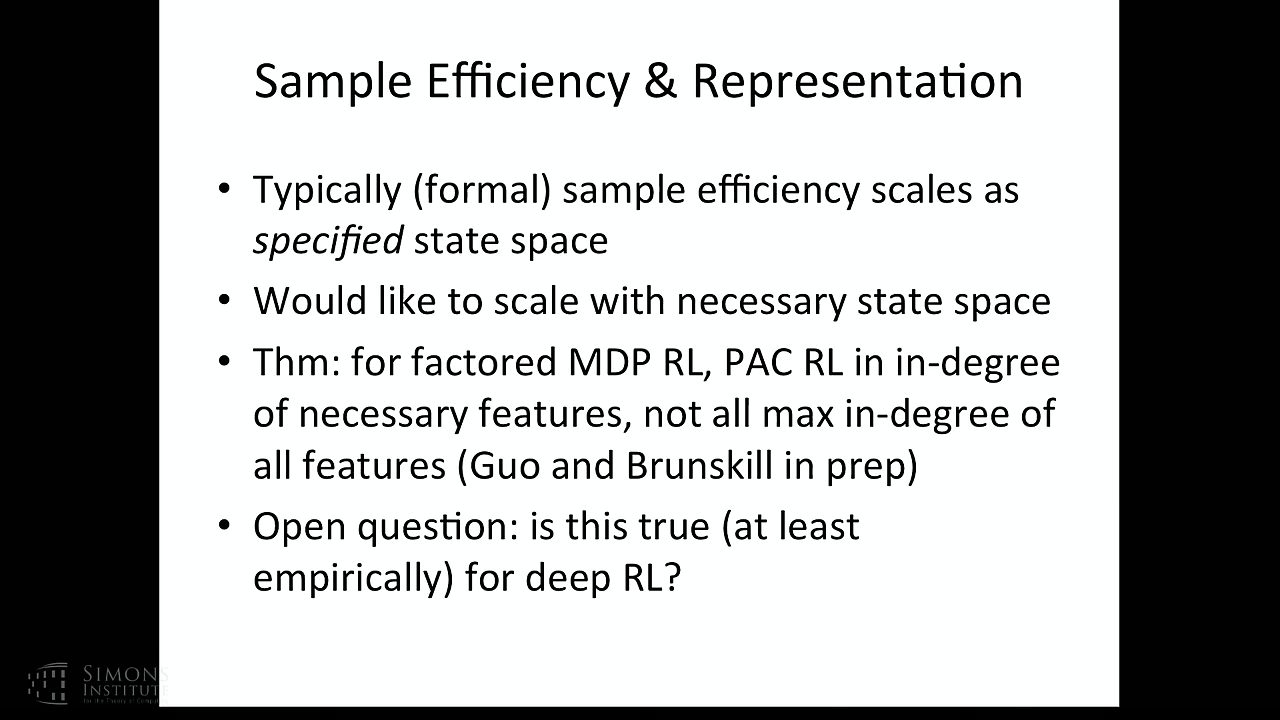 Sample Efficiency & Representation
• Typically (formal) sample efficiency scales as
specified state space
• Would like to scale with necessary state space
• Thm: for factored MDP RL, PAC RL in in-degree
of necessary features, not all max in-degree of
all features (Guo and Brunskill in prep)
• Open question: is this true (at least
empirically) for deep RL?
SIMONS
INSTITUTE